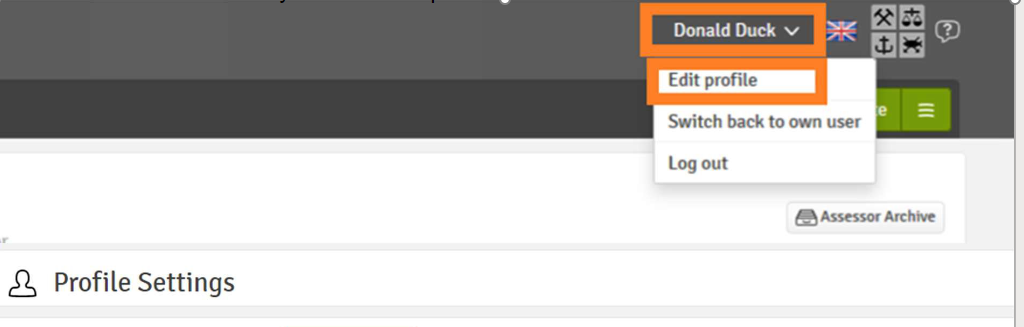 Donald Duck
Edit profile
Switch back to own user
Log out
Assessor Archive
Profile Settings